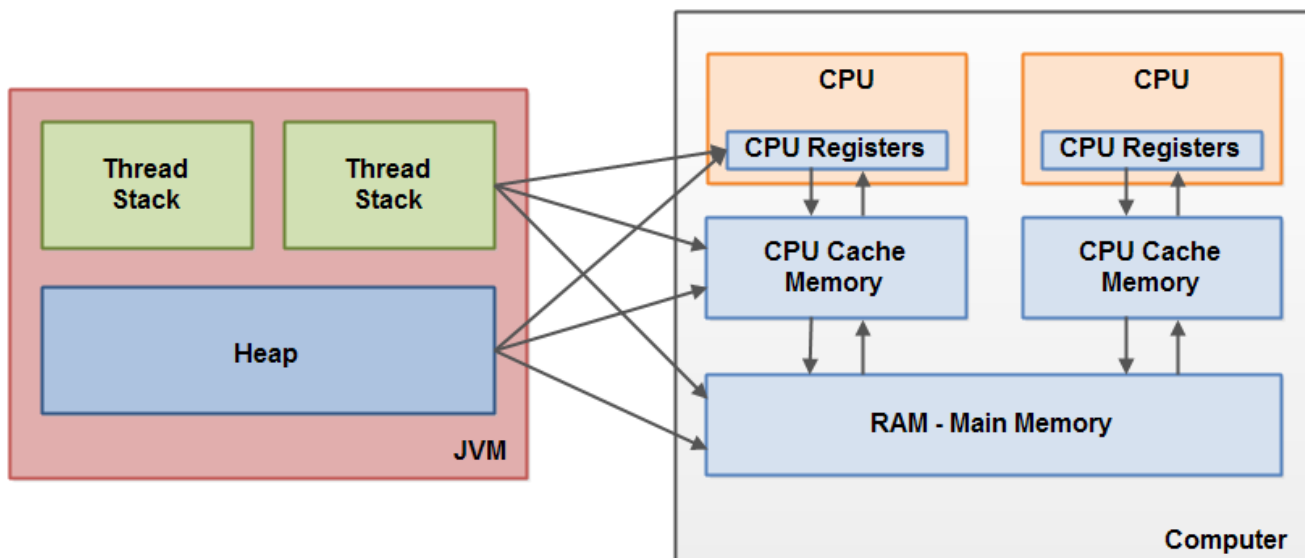 Thread
Stack
Thread
Stack
Heap
JVM
CPU
CPU Registers
CPU Cache
Memory
CPU
CPU Registers
CPU Cache
Memory
RAM - Main Memory
Computer